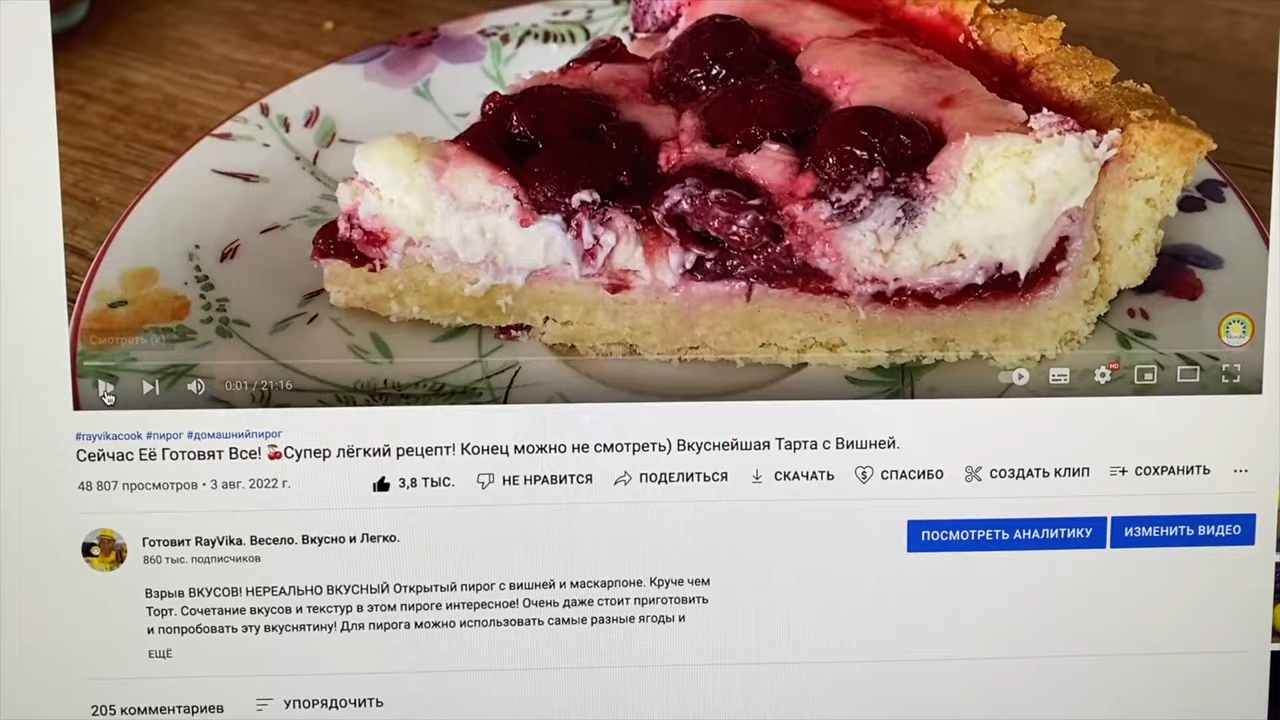 Смотреть (k)
0:01 / 21:16
HD
#rayvikacook #пирог #домашнийпирог
Сейчас Её Готовят Все! 🍒Супер лёгкий рецепт! Конец можно не смотреть) Вкуснейшая Тарта с Вишней.
48 807 просмотров • 3 авг. 2022 г.
3,8 ТЫС.
НЕ НРАВИТСЯ
ПОДЕЛИТЬСЯ
СКАЧАТЬ
СПАСИБО
СОЗДАТЬ КЛИП
СОХРАНИТЬ
Готовит RayVika. Весело. Вкусно и Легко.
860 тыс. подписчиков
ПОСМОТРЕТЬ АНАЛИТИКУ
ИЗМЕНИТЬ ВИДЕО
Взрыв ВКУСОВ! НЕРЕАЛЬНО ВКУСНЫЙ Открытый пирог с вишней и маскарпоне. Круче чем
Торт. Сочетание вкусов и текстур в этом пироге интересное! Очень даже стоит приготовить
и попробовать эту вкуснятину! Для пирога можно использовать самые разные ягоды и
ЕЩЁ
205 комментариев
УПОРЯДОЧИТЬ